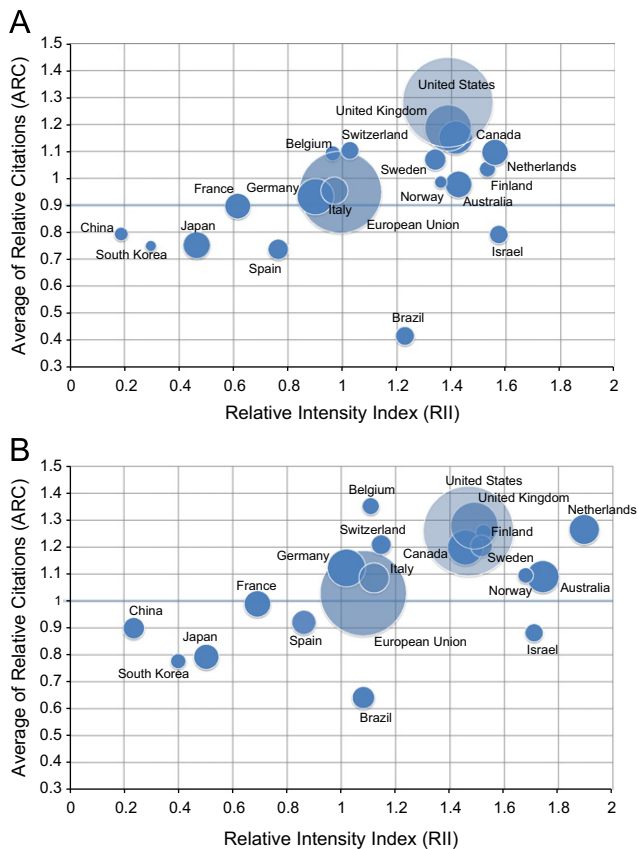 A
Average of Relative Citations (ARC)
1.5
1.4
1.3
1.2
1.1
1
0.9
0.8
0.7
0.6
0.5
0.4
0.3
United States
United Kingdom
Belgium
Switzerland
Canada
Sweden
Netherlands
France
Germany
Norway
Finland
Italy
Australia
China
Japan
European Union
South Korea
Spain
Israel
Brazil
0
0.2
0.4
0.6
0.8
1
1.2
1.4
1.6
1.8
2
Relative Intensity Index (RII)
B
Average of Relative Citations (ARC)
1.5
1.4
1.3
1.2
1.1
1
0.9
0.8
0.7
0.6
0.5
0.4
0.3
United States
Belgium
United Kingdom
Netherlands
Switzerland
Finland
Germany
Canada
Sweden
Italy
France
Norway
Australia
China
Japan
Spain
European Union
Israel
South Korea
Brazil
0
0.2
0.4
0.6
0.8
1
1.2
1.4
1.6
1.8
2
Relative Intensity Index (RII)